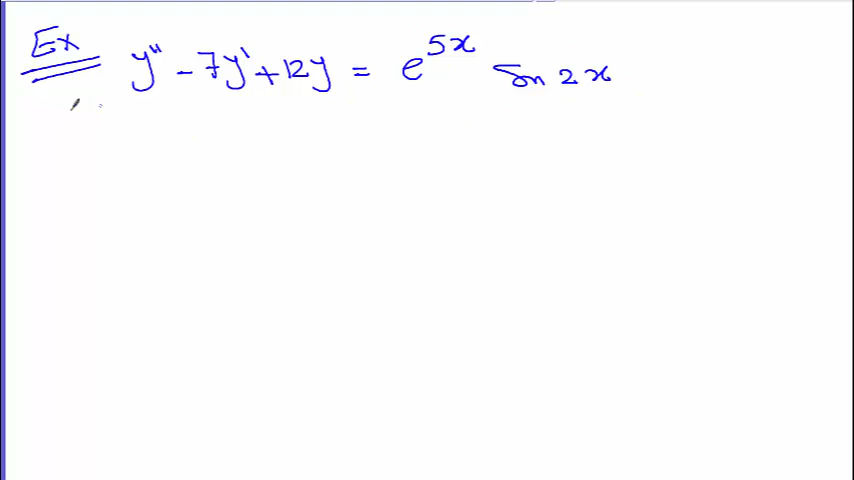 Ex y'' - 7y' + 12y = e^{5x} sin 2x